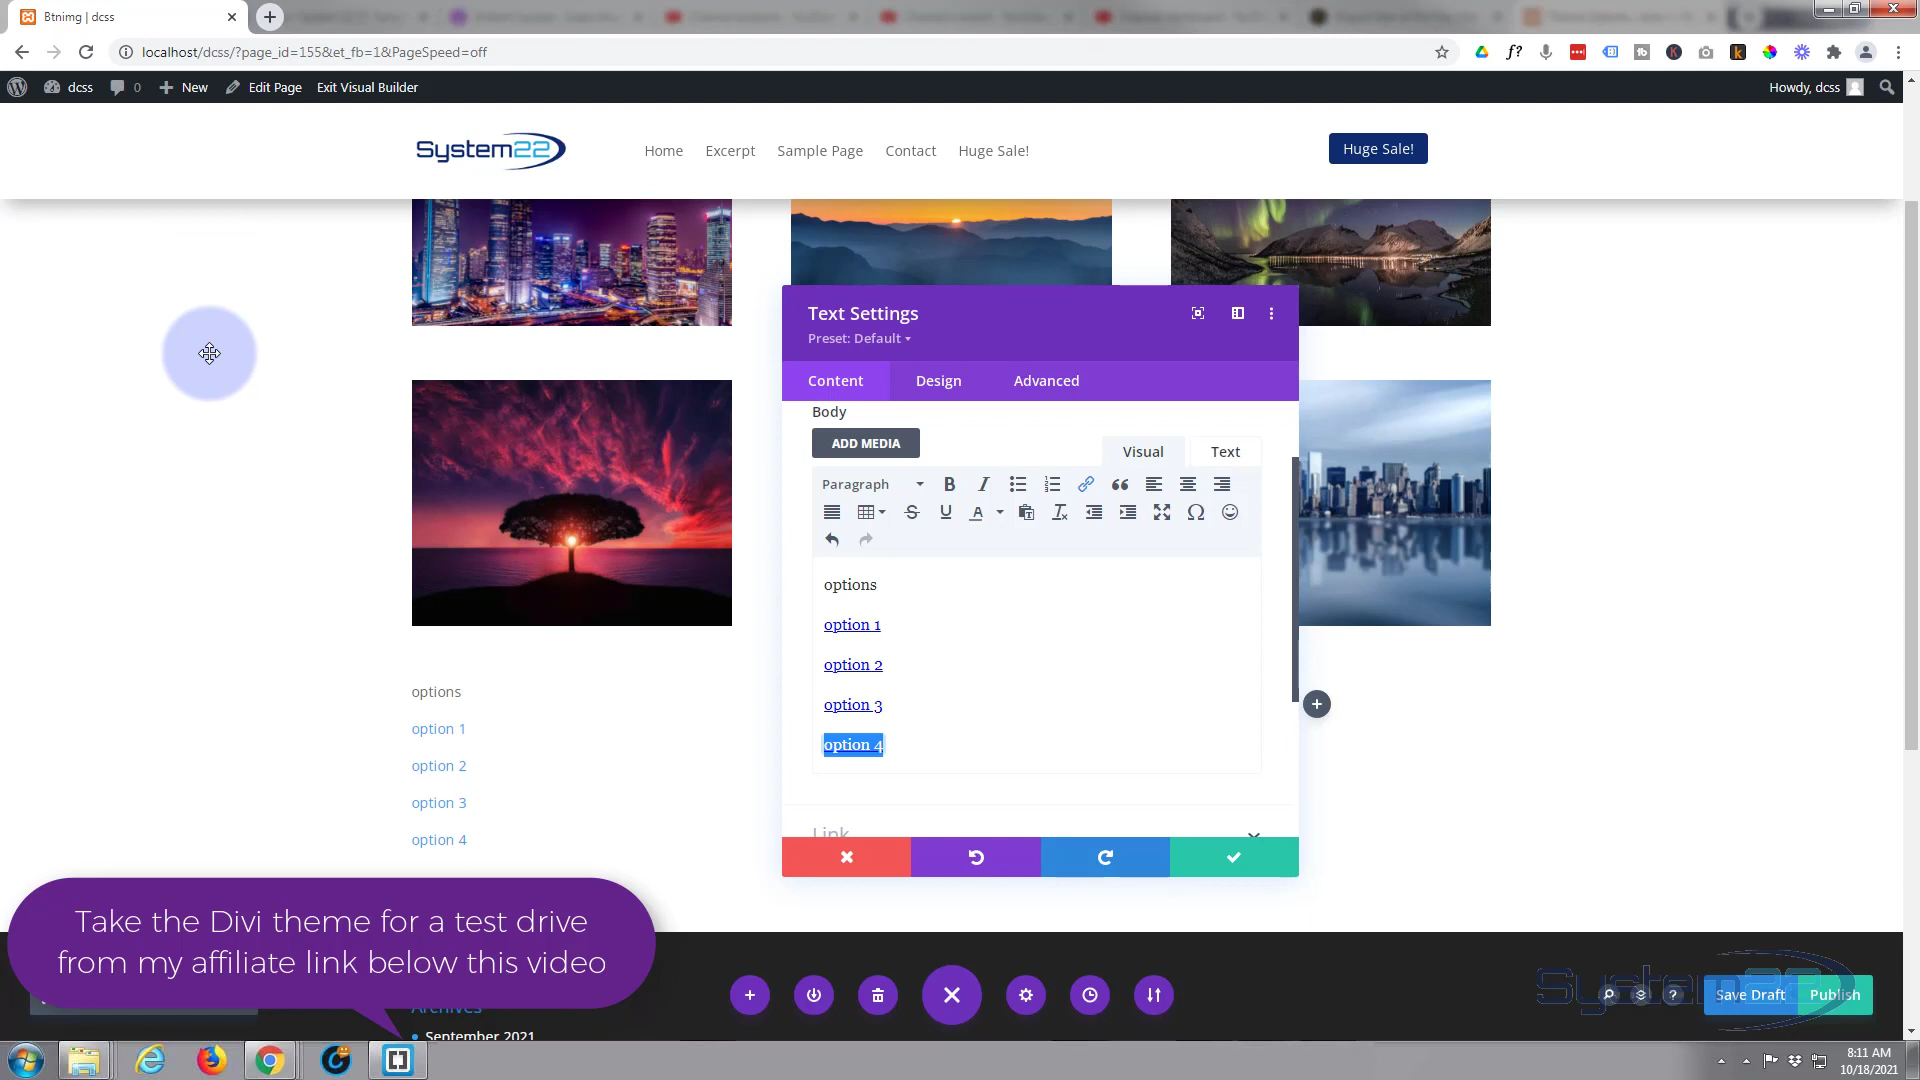 Btnimg | dcss
localhost/dcss/?page_id=155&et_fb=1&PageSpeed=off
dcss
0
New
Edit Page
Exit Visual Builder
Howdy, dcss
System22
Home
Excerpt
Sample Page
Contact
Huge Sale!
Huge Sale!
Text Settings
Preset: Default
Content
Design
Advanced
Body
ADD MEDIA
Visual
Text
Paragraph
options
option 1
option 2
option 3
option 4
Link
options
option 1
option 2
option 3
option 4
Take the Divi theme for a test drive
from my affiliate link below this video
Archives
September 2021
System22
Save Draft
Publish
8:11 AM
10/18/2021